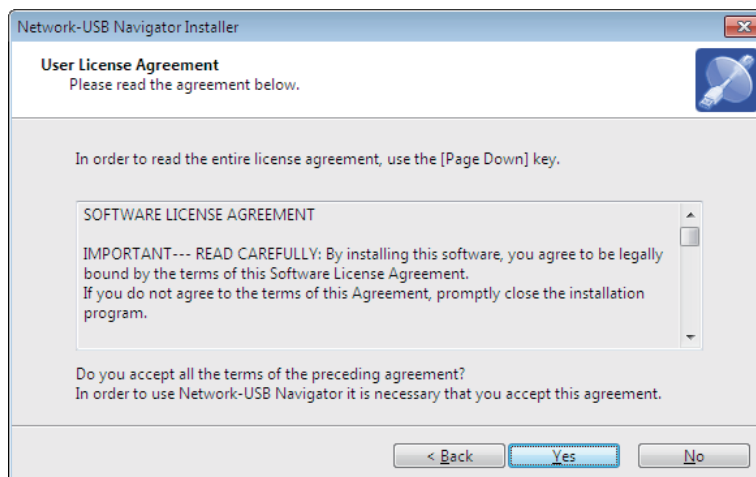 Network-USB Navigator Installer
User License Agreement
Please read the agreement below.
In order to read the entire license agreement, use the [Page Down] key.
SOFTWARE LICENSE AGREEMENT
IMPORTANT--- READ CAREFULLY: By installing this software, you agree to be legally
bound by the terms of this Software License Agreement.
If you do not agree to the terms of this Agreement, promptly close the installation
program.
Do you accept all the terms of the preceding agreement?
In order to use Network-USB Navigator it is necessary that you accept this agreement.
< Back
Yes
No